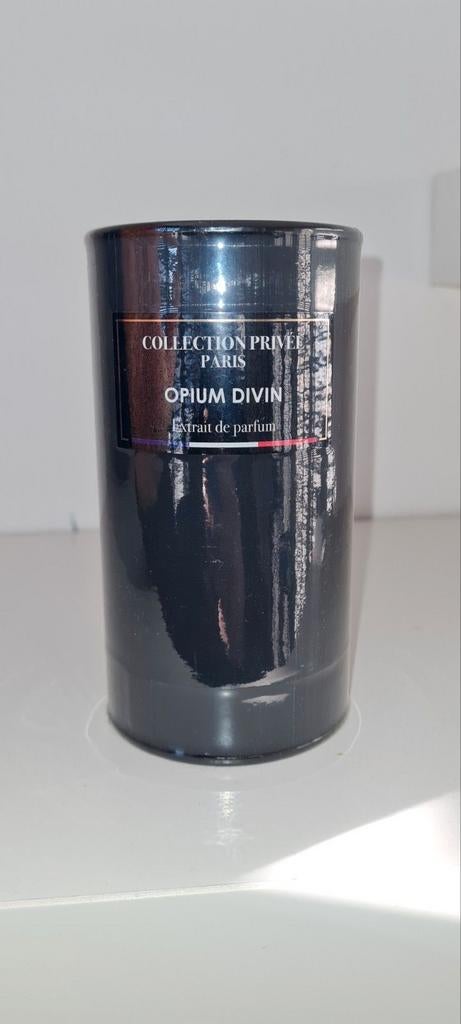 COLLECTION PRIVÉE
PARIS
OPIUM DIVIN
Extrait de parfum